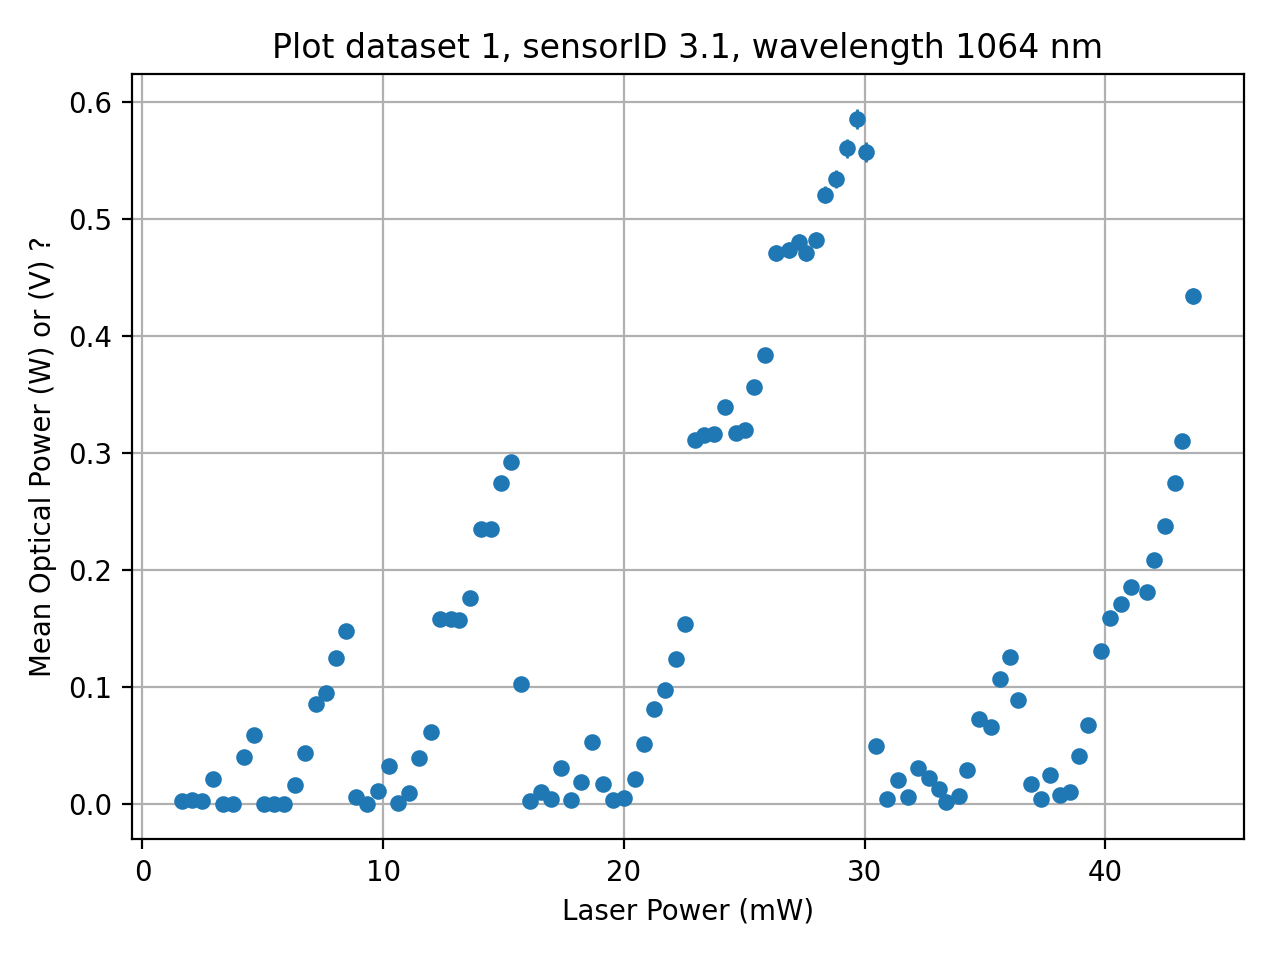 Plot dataset 1, sensorID 3.1, wavelength 1064 nm
0.6
0.5
0.4
0.3
0.2
0.1
0.0
Mean Optical Power (W) or (V) ?
0 10 20 30 40
Laser Power (mW)